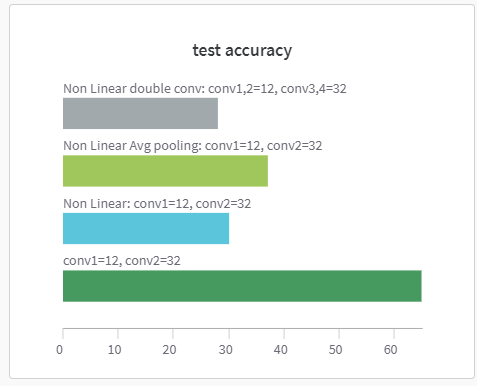 test accuracy
Non Linear double conv: conv1,2=12, conv3,4=32
Non Linear Avg pooling: conv1=12, conv2=32
Non Linear: conv1=12, conv2=32
conv1=12, conv2=32
0 10 20 30 40 50 60